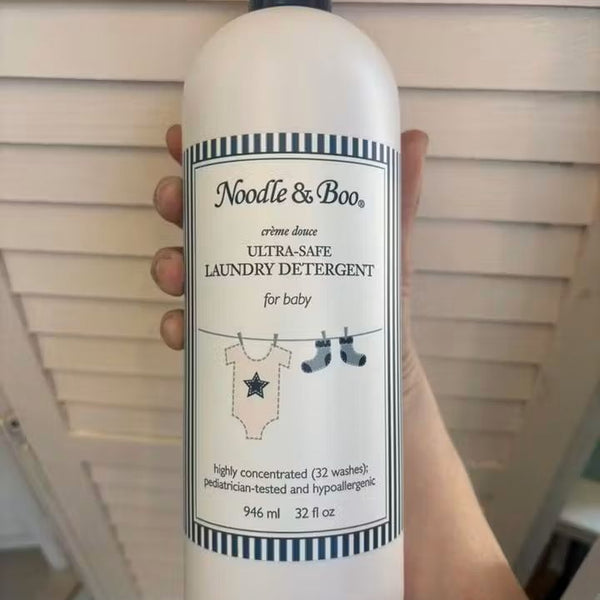 Noodle & Boo®
crème douce
ULTRA-SAFE
LAUNDRY DETERGENT
for baby
highly concentrated (32 washes);
pediatrician-tested and hypoallergenic
946 ml 32 fl oz